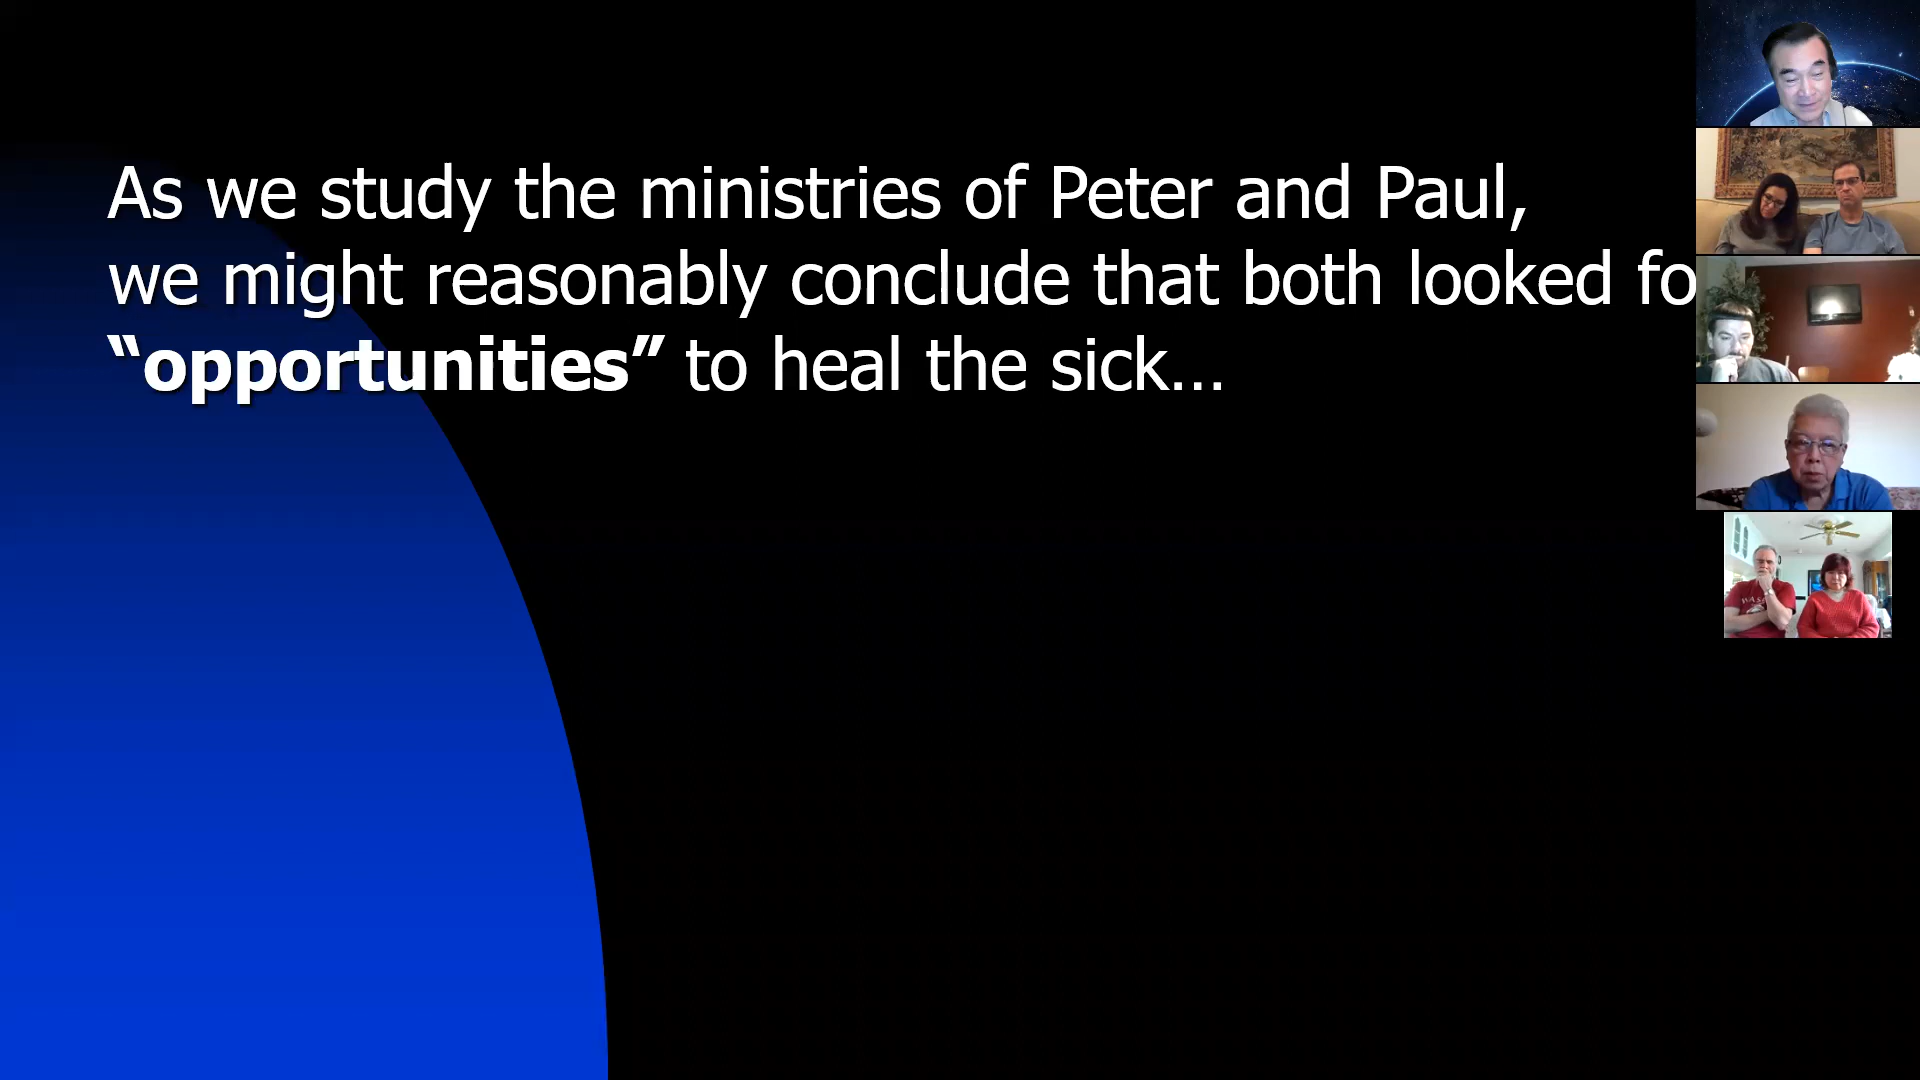 As we study the ministries of Peter and Paul,
we might reasonably conclude that both looked fo
“opportunities” to heal the sick...
WAS